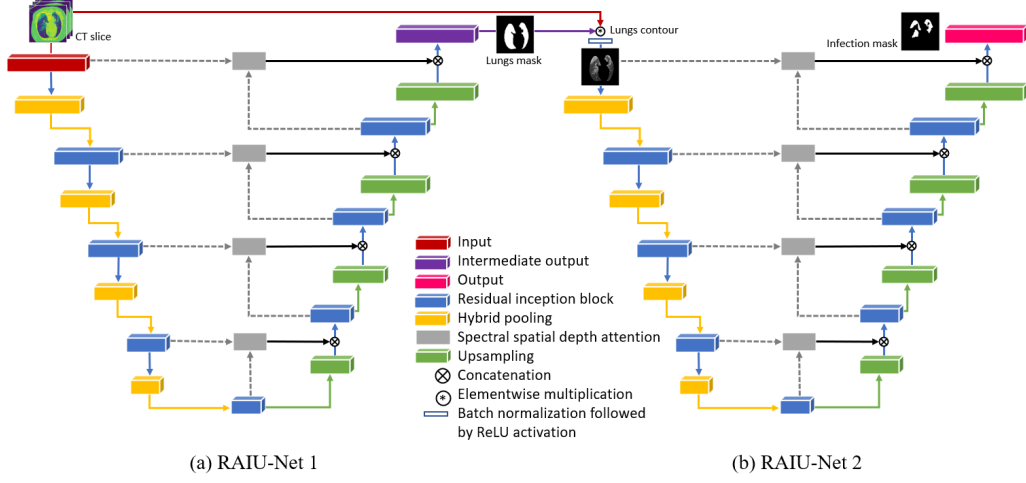 CT slice
Lungs mask
Lungs contour
Infection mask
Input
Intermediate output
Output
Residual inception block
Hybrid pooling
Spectral spatial depth attention
Upsampling
Concatenation
Elementwise multiplication
Batch normalization followed
by ReLU activation
(a) RAIU-Net 1
(b) RAIU-Net 2